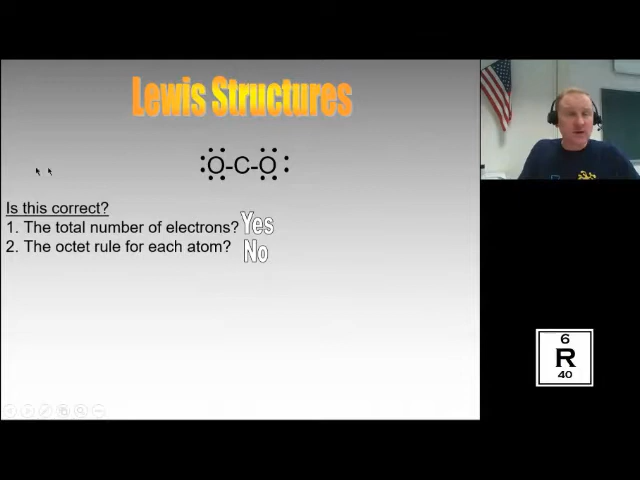 Lewis Structures
O-C-O
Is this correct?
1. The total number of electrons? Yes
2. The octet rule for each atom? No
6
R
40